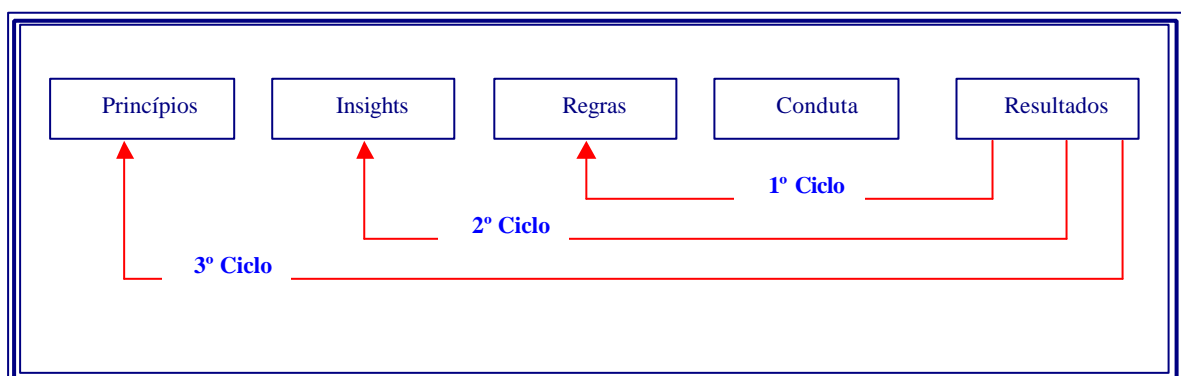 Princípios
Insights
Regras
Conduta
Resultados
1º Ciclo
2º Ciclo
3º Ciclo